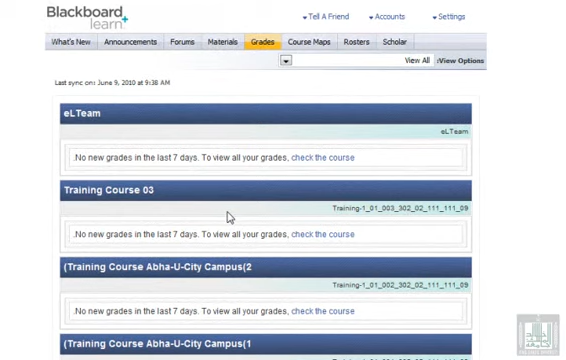 Blackboard
learn
Tell A Friend Accounts Settings
What's New Announcements Forums Materials Grades Course Maps Rosters Scholar
View All :View Options
Last sync on: June 9, 2010 at 9:38 AM
eLTeam
eLTeam
.No new grades in the last 7 days. To view all your grades, check the course
Training Course 03
Training-1_01_003_302_02_111_111_09
.No new grades in the last 7 days. To view all your grades, check the course
(Training Course Abha-U-City Campus(2
Training-1_01_002_302_02_111_111_09
.No new grades in the last 7 days. To view all your grades, check the course
(Training Course Abha-U-City Campus(1